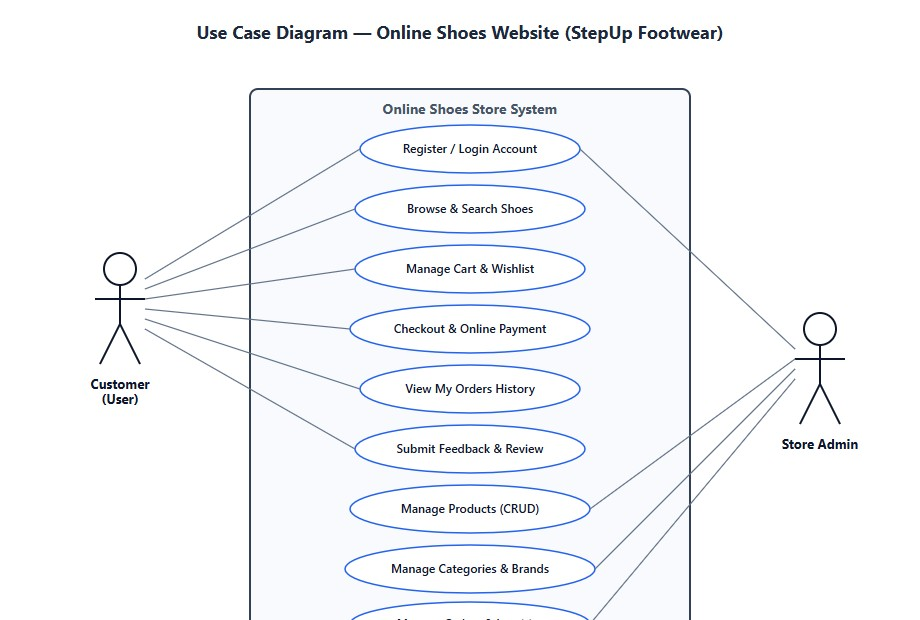 Use Case Diagram — Online Shoes Website (StepUp Footwear)
Online Shoes Store System
Register / Login Account
Browse & Search Shoes
Manage Cart & Wishlist
Checkout & Online Payment
View My Orders History
Submit Feedback & Review
Manage Products (CRUD)
Manage Categories & Brands
Customer
(User)
Store Admin